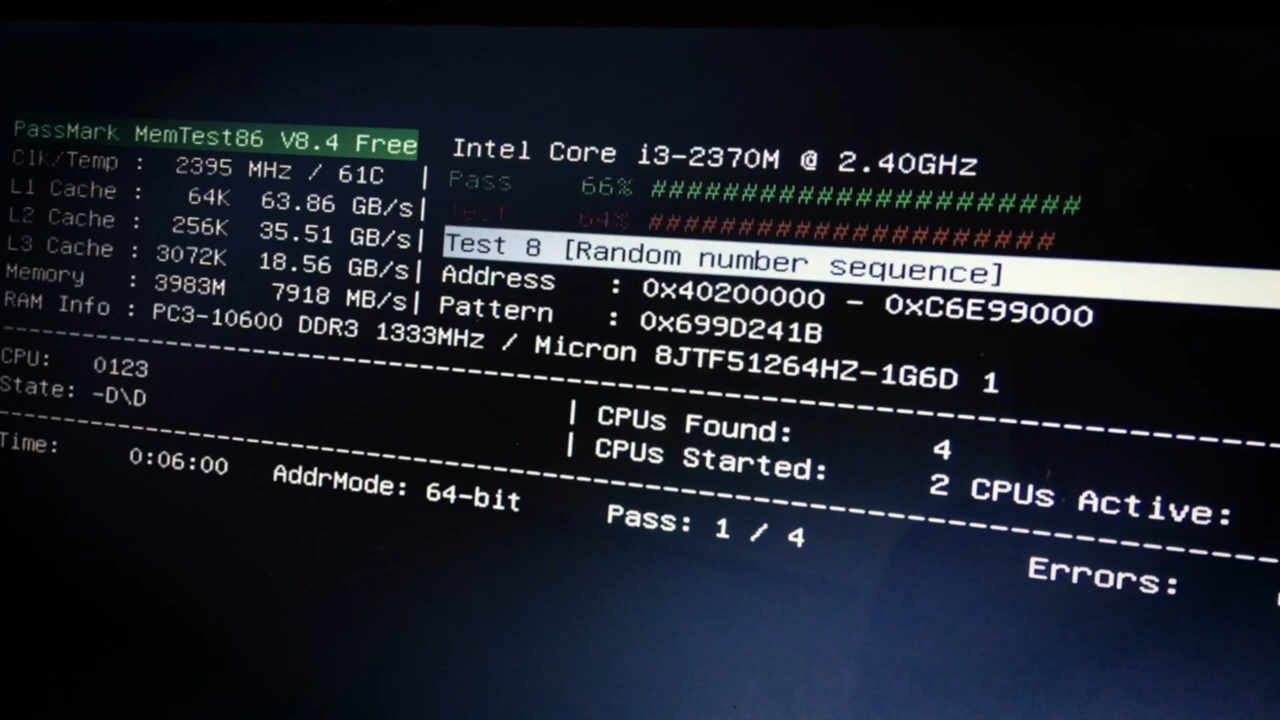 PassMark MemTest86 V8.4 Free
Intel Core i3-2370M @ 2.40GHz
Clk/Temp : 2395 MHz / 61C |
Pass 66% ########################
L1 Cache : 64K 63.86 GB/s|
Test 64% #######################
L2 Cache : 256K 35.51 GB/s|
Test 8 [Random number sequence]
L3 Cache : 3072K 18.56 GB/s|
Address : 0x40200000 - 0xC6E99000
Memory : 3983M 7918 MB/s|
Pattern : 0x699D241B
RAM Info : PC3-10600 DDR3 1333MHz / Micron 8JTF51264HZ-1G6D 1
CPU: 0123
| CPUs Found: 4
State: -D\D
| CPUs Started: 2 CPUs Active:
Time: 0:06:00 AddrMode: 64-bit Pass: 1 / 4 Errors: